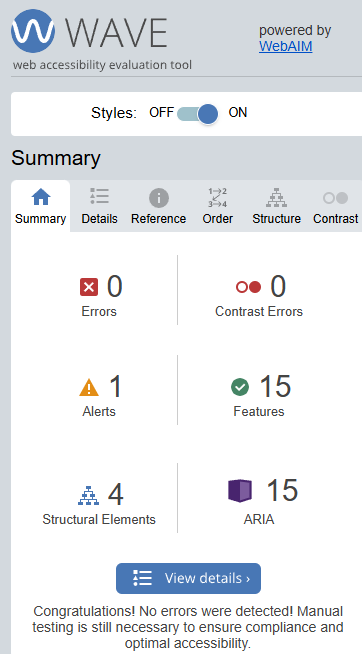 WAVE
powered by
WebAIM
web accessibility evaluation tool
Styles: OFF ON
Summary
Summary Details Reference Order Structure Contrast
0 0
Errors Contrast Errors
1 15
Alerts Features
4 15
Structural Elements ARIA
View details ›
Congratulations! No errors were detected! Manual
testing is still necessary to ensure compliance and
optimal accessibility.